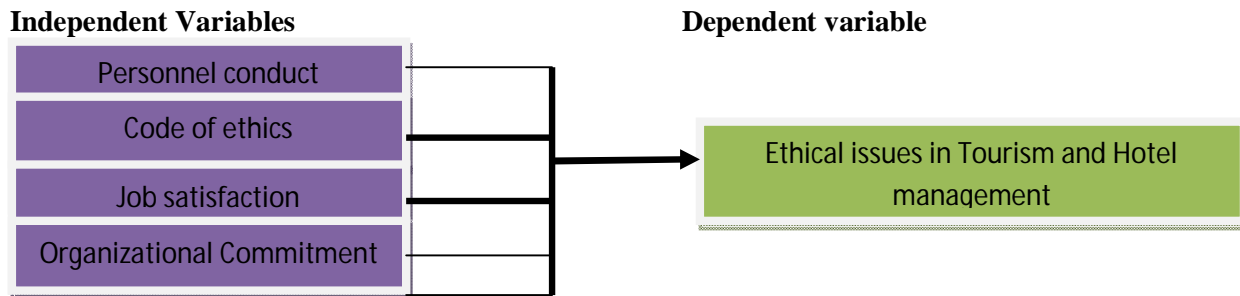 Independent Variables
Dependent variable
Personnel conduct
Code of ethics
Job satisfaction
Organizational Commitment
Ethical issues in Tourism and Hotel
management